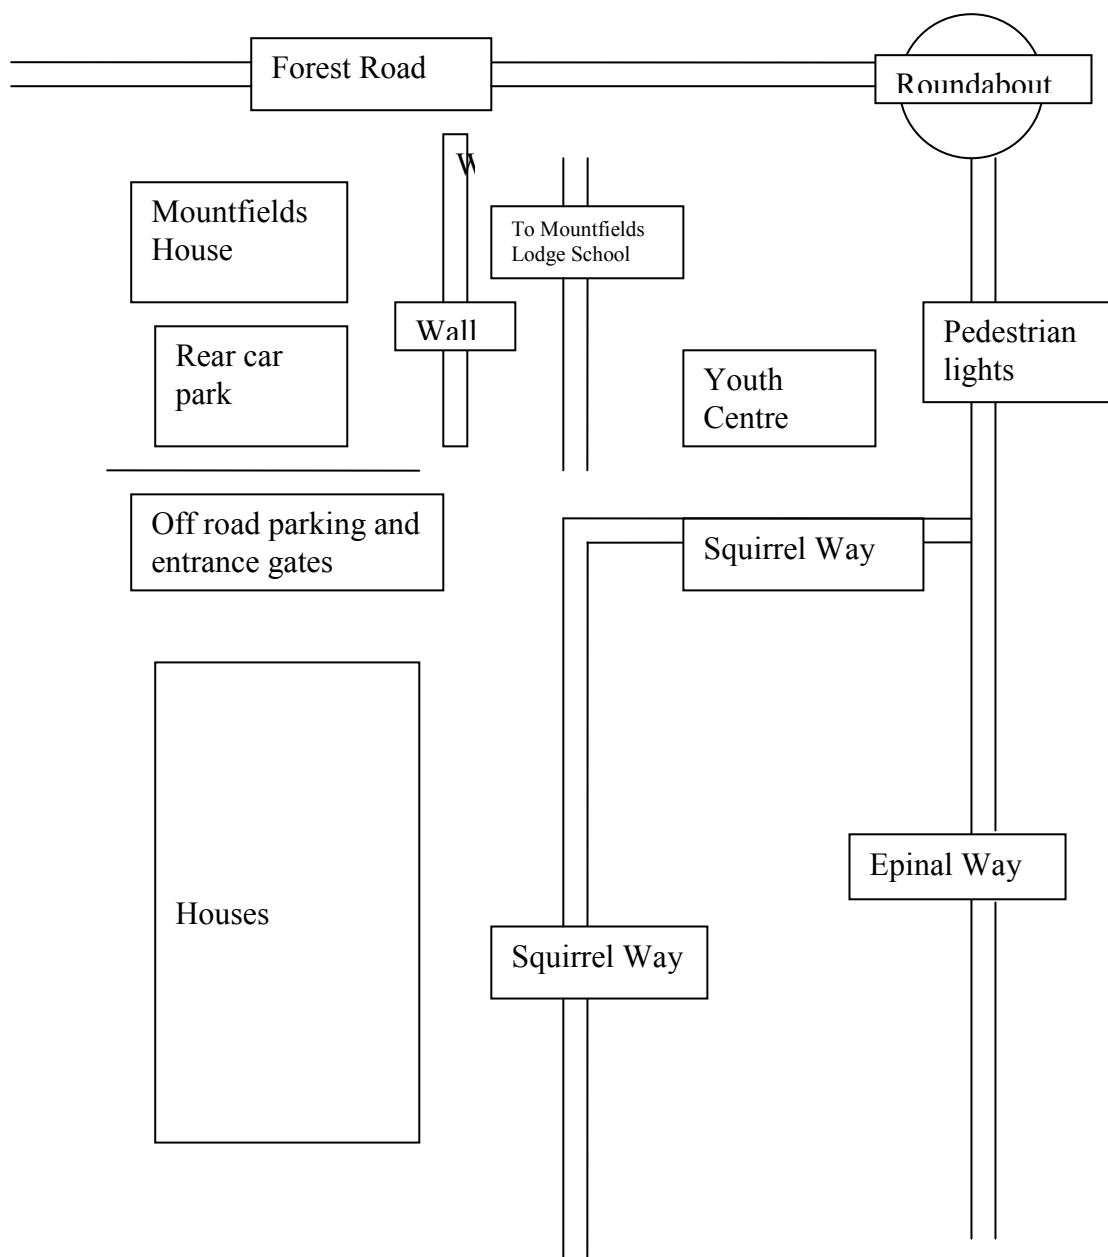 Forest Road
Roundabout
Mountfields
House
To Mountfields
Lodge School
Wall
Pedestrian
lights
Rear car
park
Youth
Centre
Off road parking and
entrance gates
Squirrel Way
Epinal Way
Houses
Squirrel Way